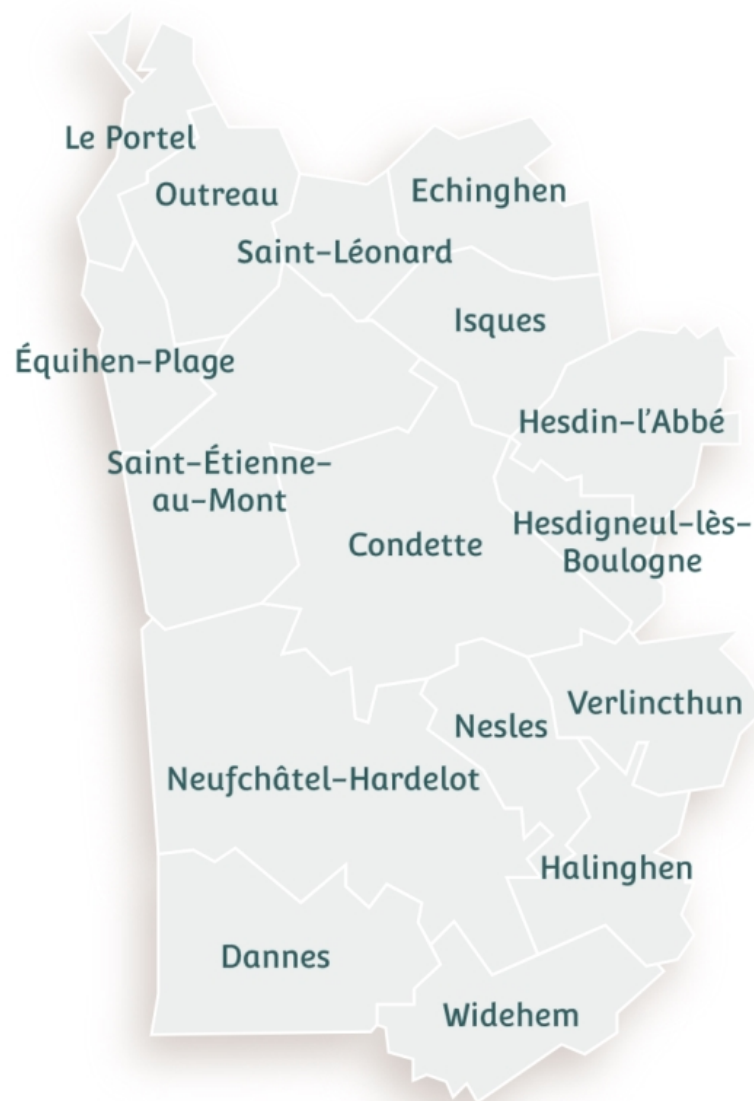 Le Portel
Outreau
Echinghen
Saint-Léonard
Isques
Équihen-Plage
Hesdin-l'Abbé
Saint-Étienne-
au-Mont
Condette
Hesdigneul-lès-
Boulogne
Verlincthun
Nesles
Neufchâtel-Hardelot
Halinghen
Dannes
Widehem